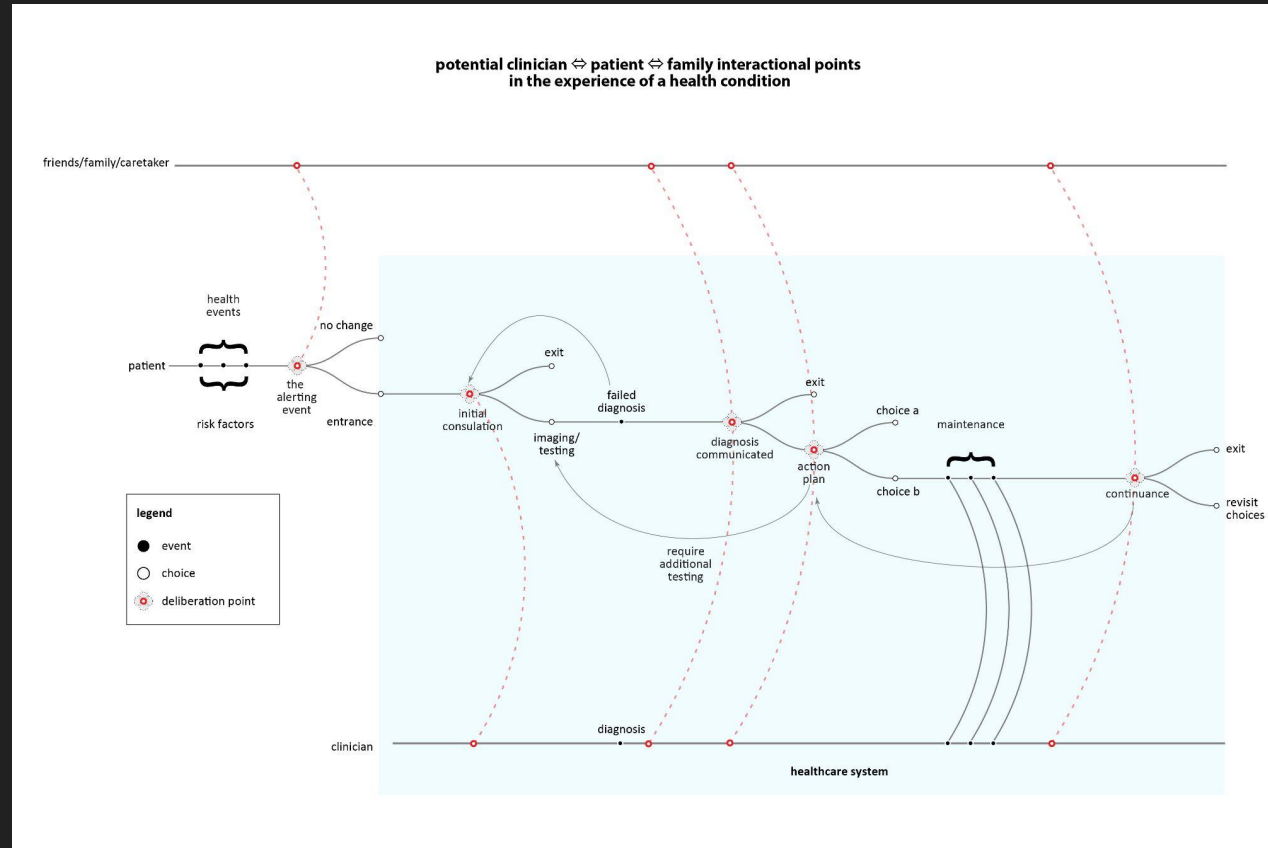 potential clinician ⇔ patient ⇔ family interactional points
in the experience of a health condition
friends/family/caretaker
health
events
no change
patient
exit
the
alerting
event
failed
diagnosis
exit
risk factors
entrance
initial
consulation
imaging/
testing
diagnosis
communicated
choice a
maintenance
action
plan
choice b
exit
continuance
revisit
choices
legend
event
choice
deliberation point
require
additional
testing
diagnosis
clinician
healthcare system